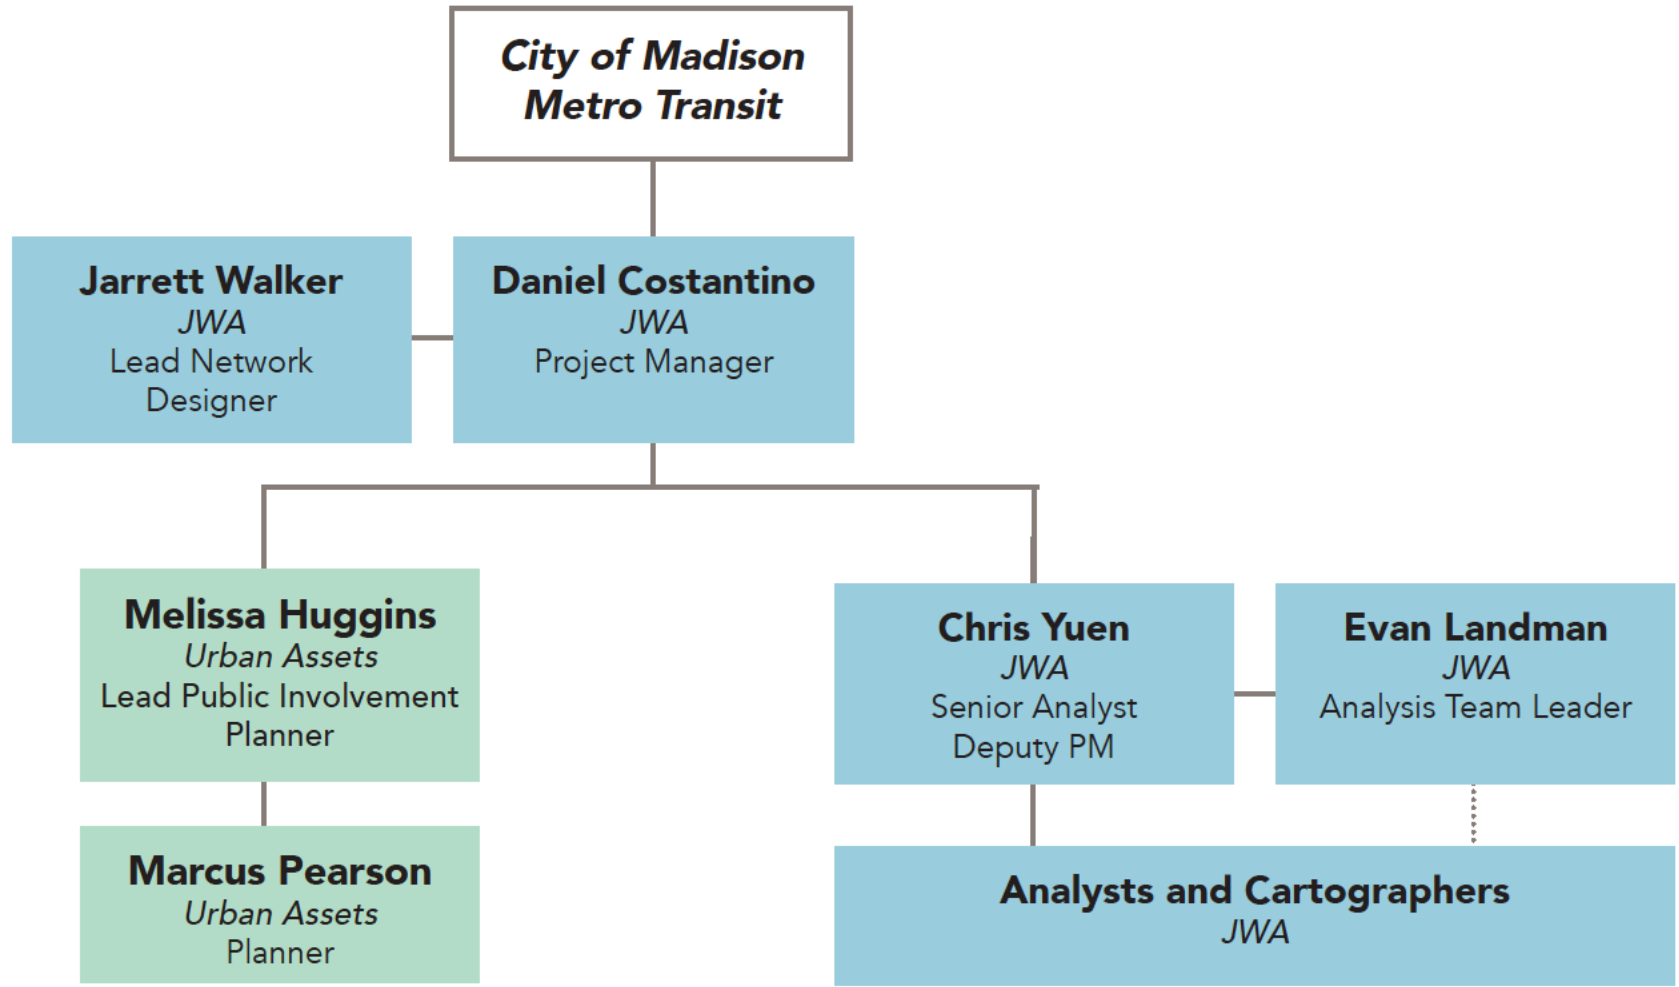 City of Madison
Metro Transit
Jarrett Walker
JWA
Lead Network
Designer
Daniel Costantino
JWA
Project Manager
Melissa Huggins
Urban Assets
Lead Public Involvement
Planner
Chris Yuen
JWA
Senior Analyst
Deputy PM
Evan Landman
JWA
Analysis Team Leader
Marcus Pearson
Urban Assets
Planner
Analysts and Cartographers
JWA